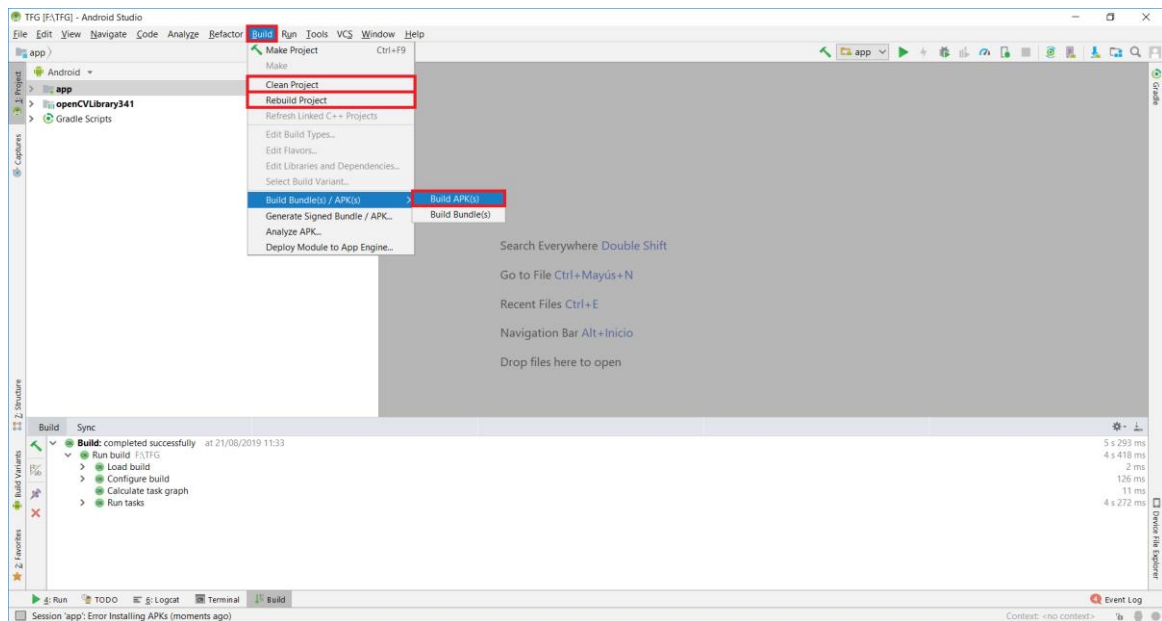 TFG [F:\TFG] - Android Studio
File Edit View Navigate Code Analyze Refactor Build Run Tools VCS Window Help
app
app
Android
1: Project
Captures
Z: Structure
Build Variants
2: Favorites
Gradle
Device File Explorer
app
openCVLibrary341
Gradle Scripts
Make Project Ctrl+F9
Make
Clean Project
Rebuild Project
Refresh Linked C++ Projects
Edit Build Types...
Edit Flavors...
Edit Libraries and Dependencies...
Select Build Variant...
Build Bundle(s) / APK(s)
Generate Signed Bundle / APK...
Analyze APK...
Deploy Module to App Engine...
Build APK(s)
Build Bundle(s)
Search Everywhere Double Shift
Go to File Ctrl+Mayús+N
Recent Files Ctrl+E
Navigation Bar Alt+Inicio
Drop files here to open
Build Sync
Build: completed successfully at 21/08/2019 11:33 5 s 293 ms
Run build F:\TFG 4 s 418 ms
Load build 2 ms
Configure build 126 ms
Calculate task graph 11 ms
Run tasks 4 s 272 ms
4: Run TODO 6: Logcat Terminal Build Event Log
Session 'app': Error Installing APKs (moments ago) Context: <no context>